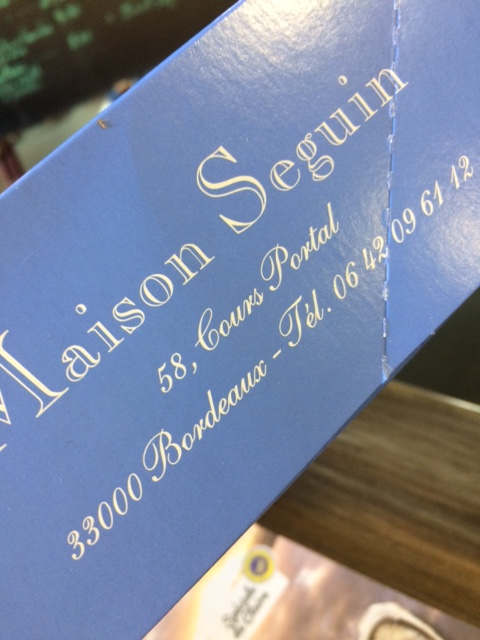 Maison Seguin
58, Cours Portal
33000 Bordeaux - Tél. 06 42 09 61 12